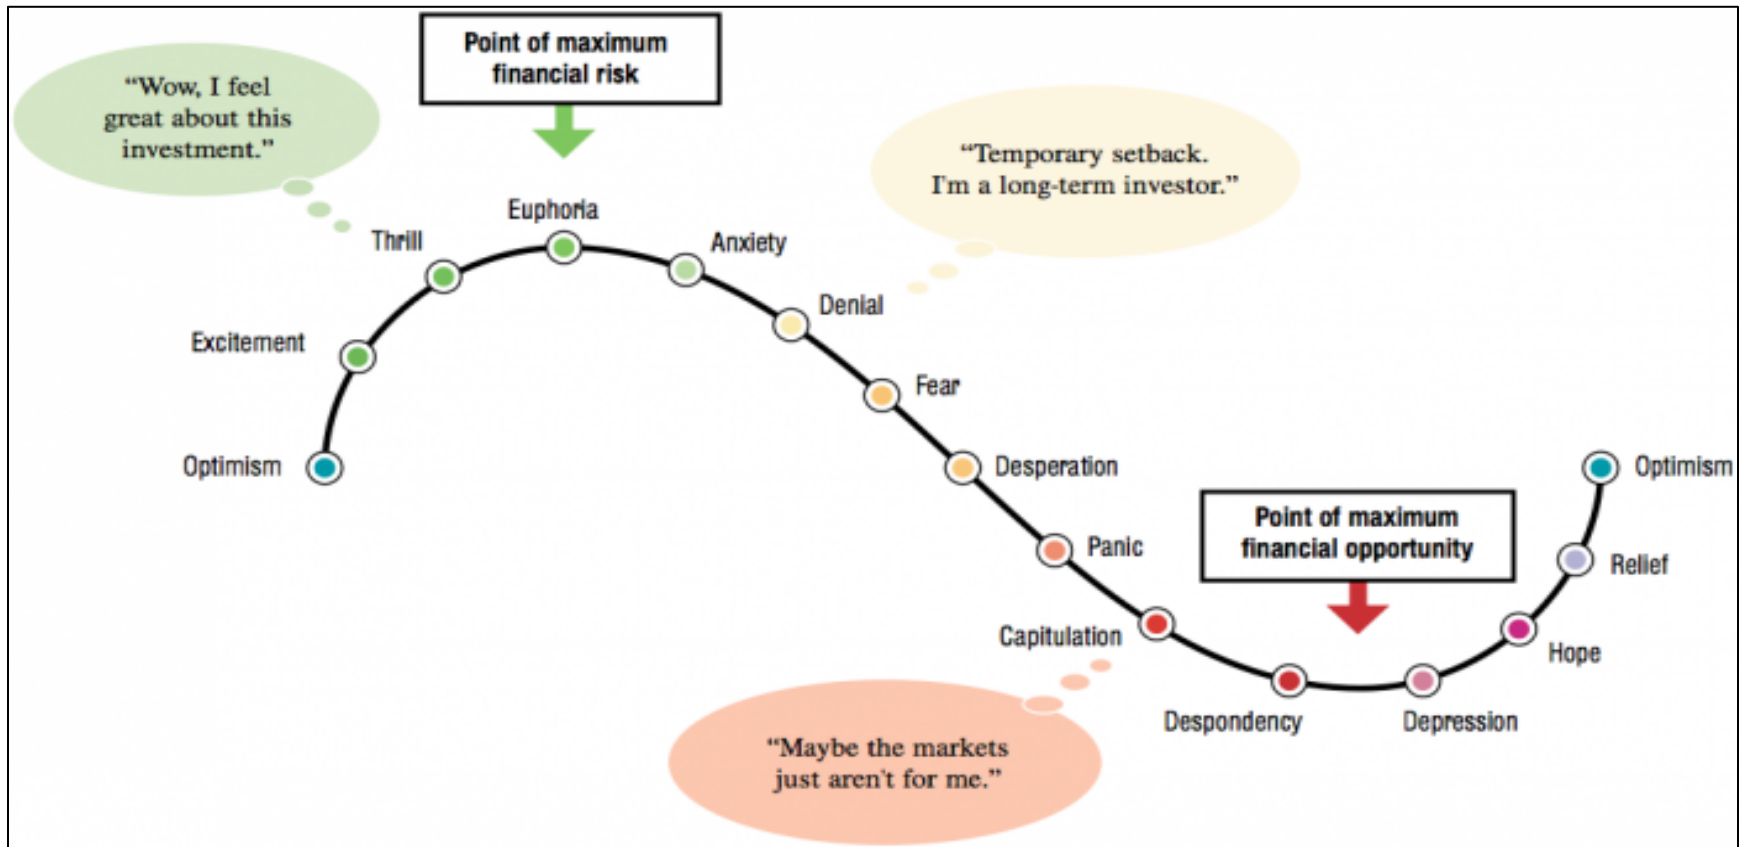 Point of maximum
financial risk
“Wow, I feel
great about this
investment.”
“Temporary setback.
I'm a long-term investor.”
Euphoria
Thrill
Anxiety
Denial
Excitement
Fear
Optimism
Desperation
Optimism
Point of maximum
financial opportunity
Panic
Relief
Capitulation
Hope
Despondency
Depression
“Maybe the markets
just aren't for me.”